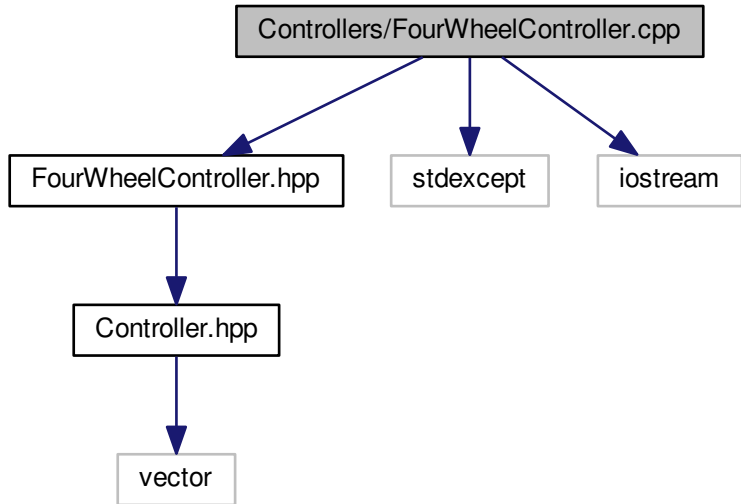 Controllers/FourWheelController.cpp
FourWheelController.hpp
stdexcept
iostream
Controller.hpp
vector